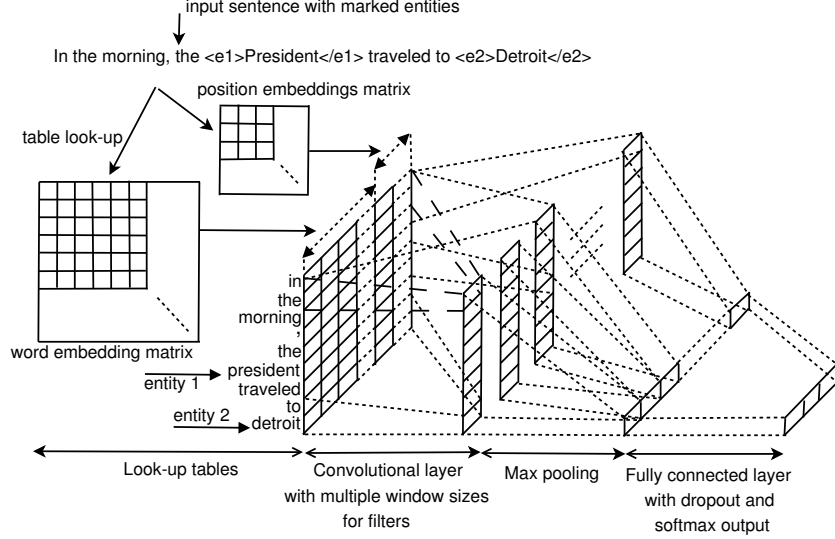 input sentence with marked entities
In the morning, the <e1>President</e1> traveled to <e2>Detroit</e2>
position embeddings matrix
table look-up
in
the
morning
,
the
president
traveled
to
detroit
word embedding matrix
entity 1
entity 2
Look-up tables
Convolutional layer
with multiple window sizes
for filters
Max pooling
Fully connected layer
with dropout and
softmax output